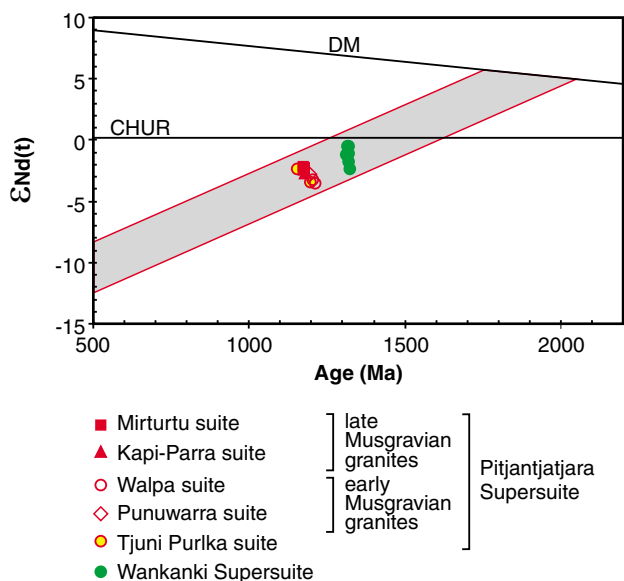 10
5
0
-5
-10
-15
εNd(t)
DM
CHUR
500
1000
1500
2000
Age (Ma)
Mirturtu suite
Kapi-Parra suite
late
Musgravian
granites
Walpa suite
Punuwarra suite
early
Musgravian
granites
Tjuni Purlka suite
Wankanki Supersuite
Pitjantjatjara
Supersuite